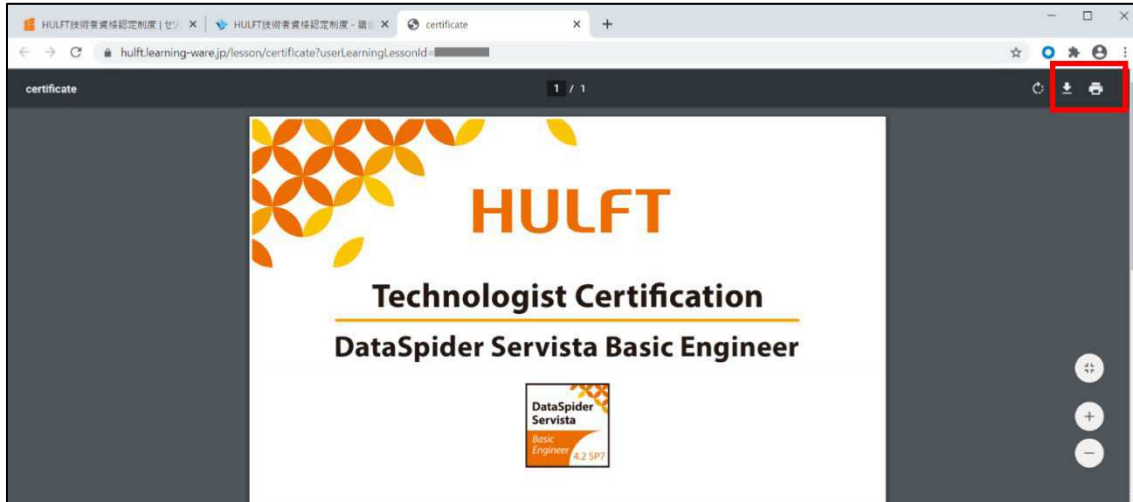 HULFT技術者資格認定制度 | セゾ
HULFT技術者資格認定制度 - 講
certificate
hulft.learning-ware.jp/lesson/certificate?userLearningLessonId=
certificate
1 / 1
HULFT
Technologist Certification
DataSpider Servista Basic Engineer
DataSpider
Servista
Basic
Engineer
4.2 SP7